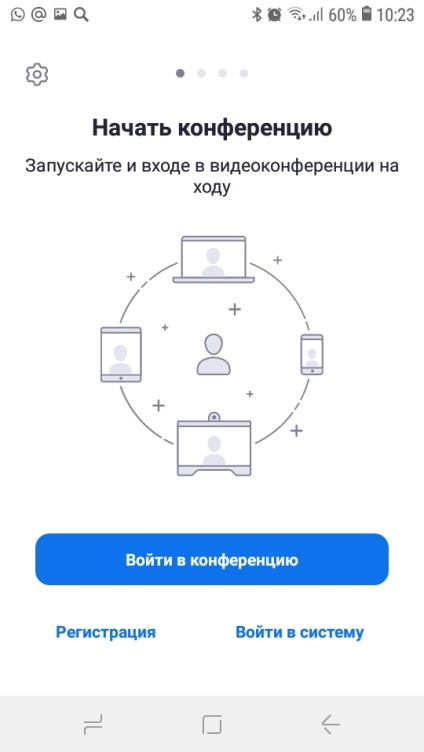 60% 10:23
Начать конференцию
Запускайте и входе в видеоконференции на
ходу
Войти в конференцию
Регистрация Войти в систему